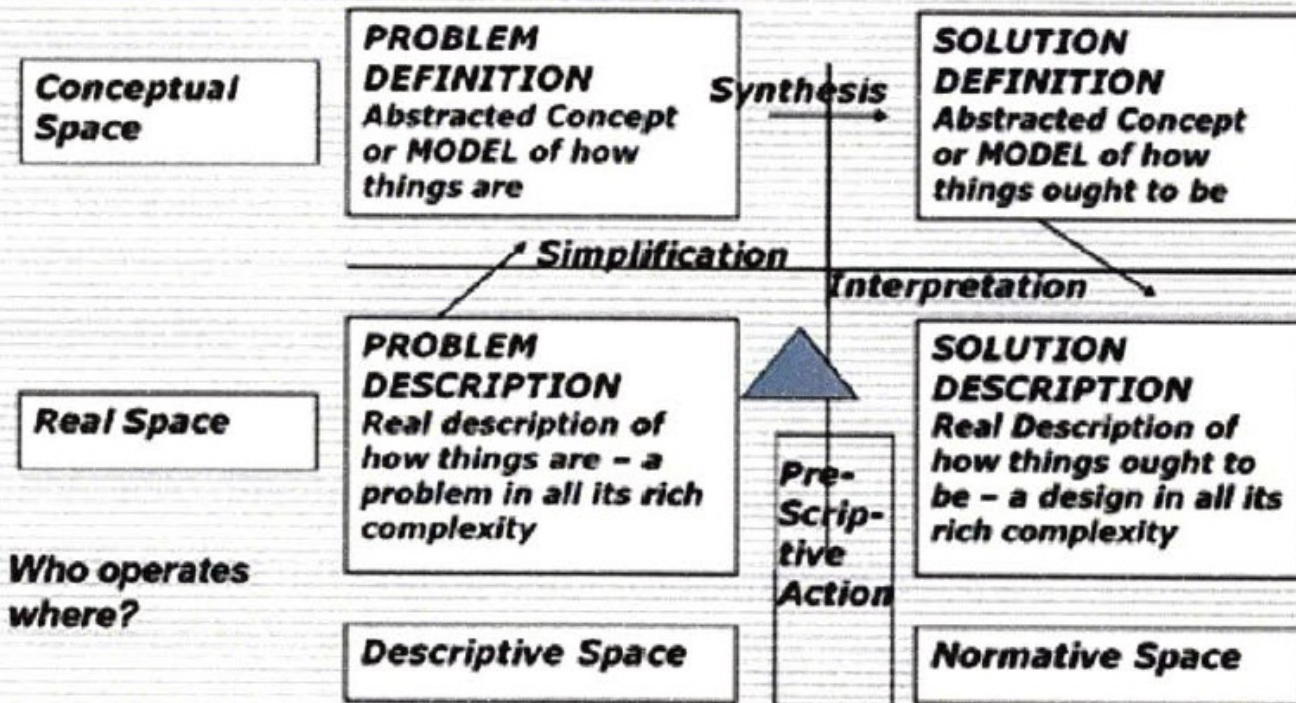 Conceptual
Space
PROBLEM
DEFINITION
Abstracted Concept
or MODEL of how
things are
Synthesis
SOLUTION
DEFINITION
Abstracted Concept
or MODEL of how
things ought to be
Simplification
Interpretation
Real Space
PROBLEM
DESCRIPTION
Real description of
how things are – a
problem in all its rich
complexity
Pre-
Scrip-
tive
Action
SOLUTION
DESCRIPTION
Real Description of
how things ought to
be – a design in all its
rich complexity
Who operates
where?
Descriptive Space
Normative Space